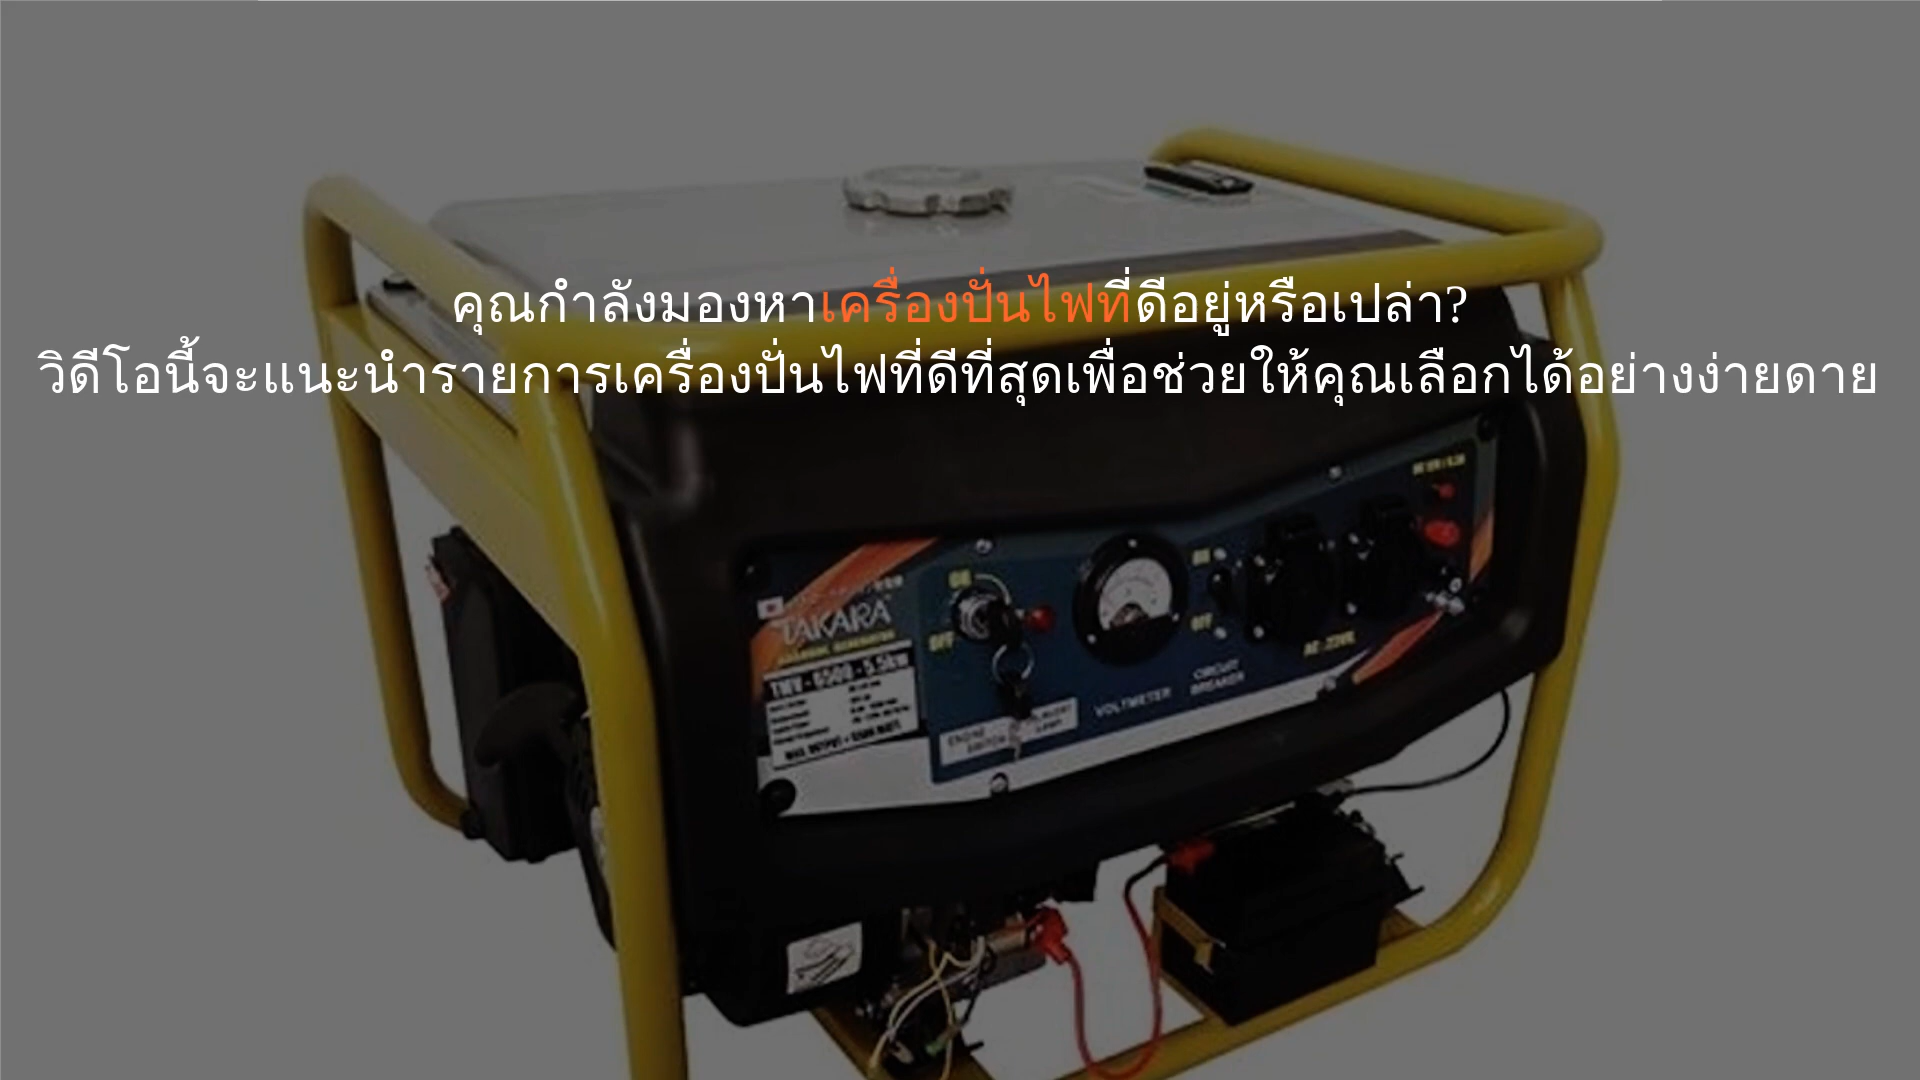 คุณกำลังมองหาเครื่องปั่นไฟที่ดีอยู่หรือเปล่า?
วิดีโอนี้จะแนะนำรายการเครื่องปั่นไฟที่ดีที่สุดเพื่อช่วยให้คุณเลือกได้อย่างง่ายดาย
ON
TAKARA
OFF
ON
OFF
VOLTMETER
CIRCUIT
BREAKER
ENGINE
SWITCH